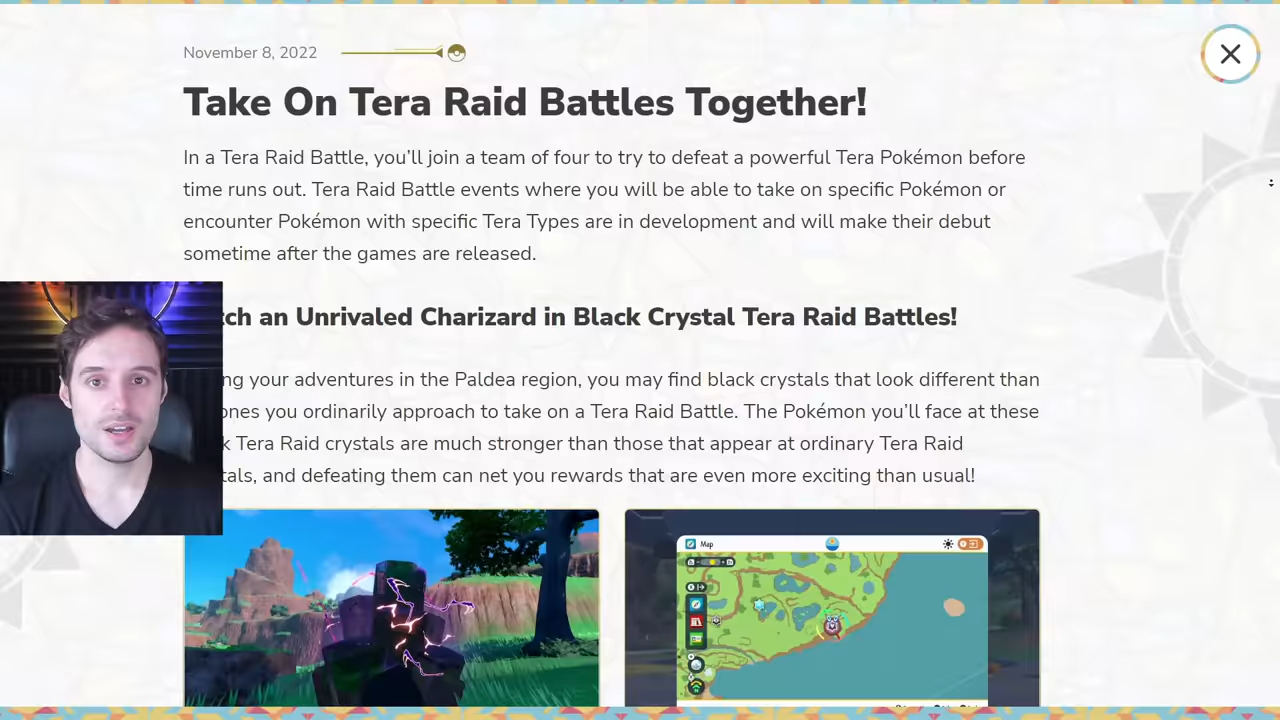 November 8, 2022
Take On Tera Raid Battles Together!
In a Tera Raid Battle, you’ll join a team of four to try to defeat a powerful Tera Pokémon before
time runs out. Tera Raid Battle events where you will be able to take on specific Pokémon or
encounter Pokémon with specific Tera Types are in development and will make their debut
sometime after the games are released.
an Unrivaled Charizard in Black Crystal Tera Raid Battles!
your adventures in the Paldea region, you may find black crystals that look different than
ones you ordinarily approach to take on a Tera Raid Battle. The Pokémon you’ll face at these
Tera Raid crystals are much stronger than those that appear at ordinary Tera Raid
and defeating them can net you rewards that are even more exciting than usual!
Map